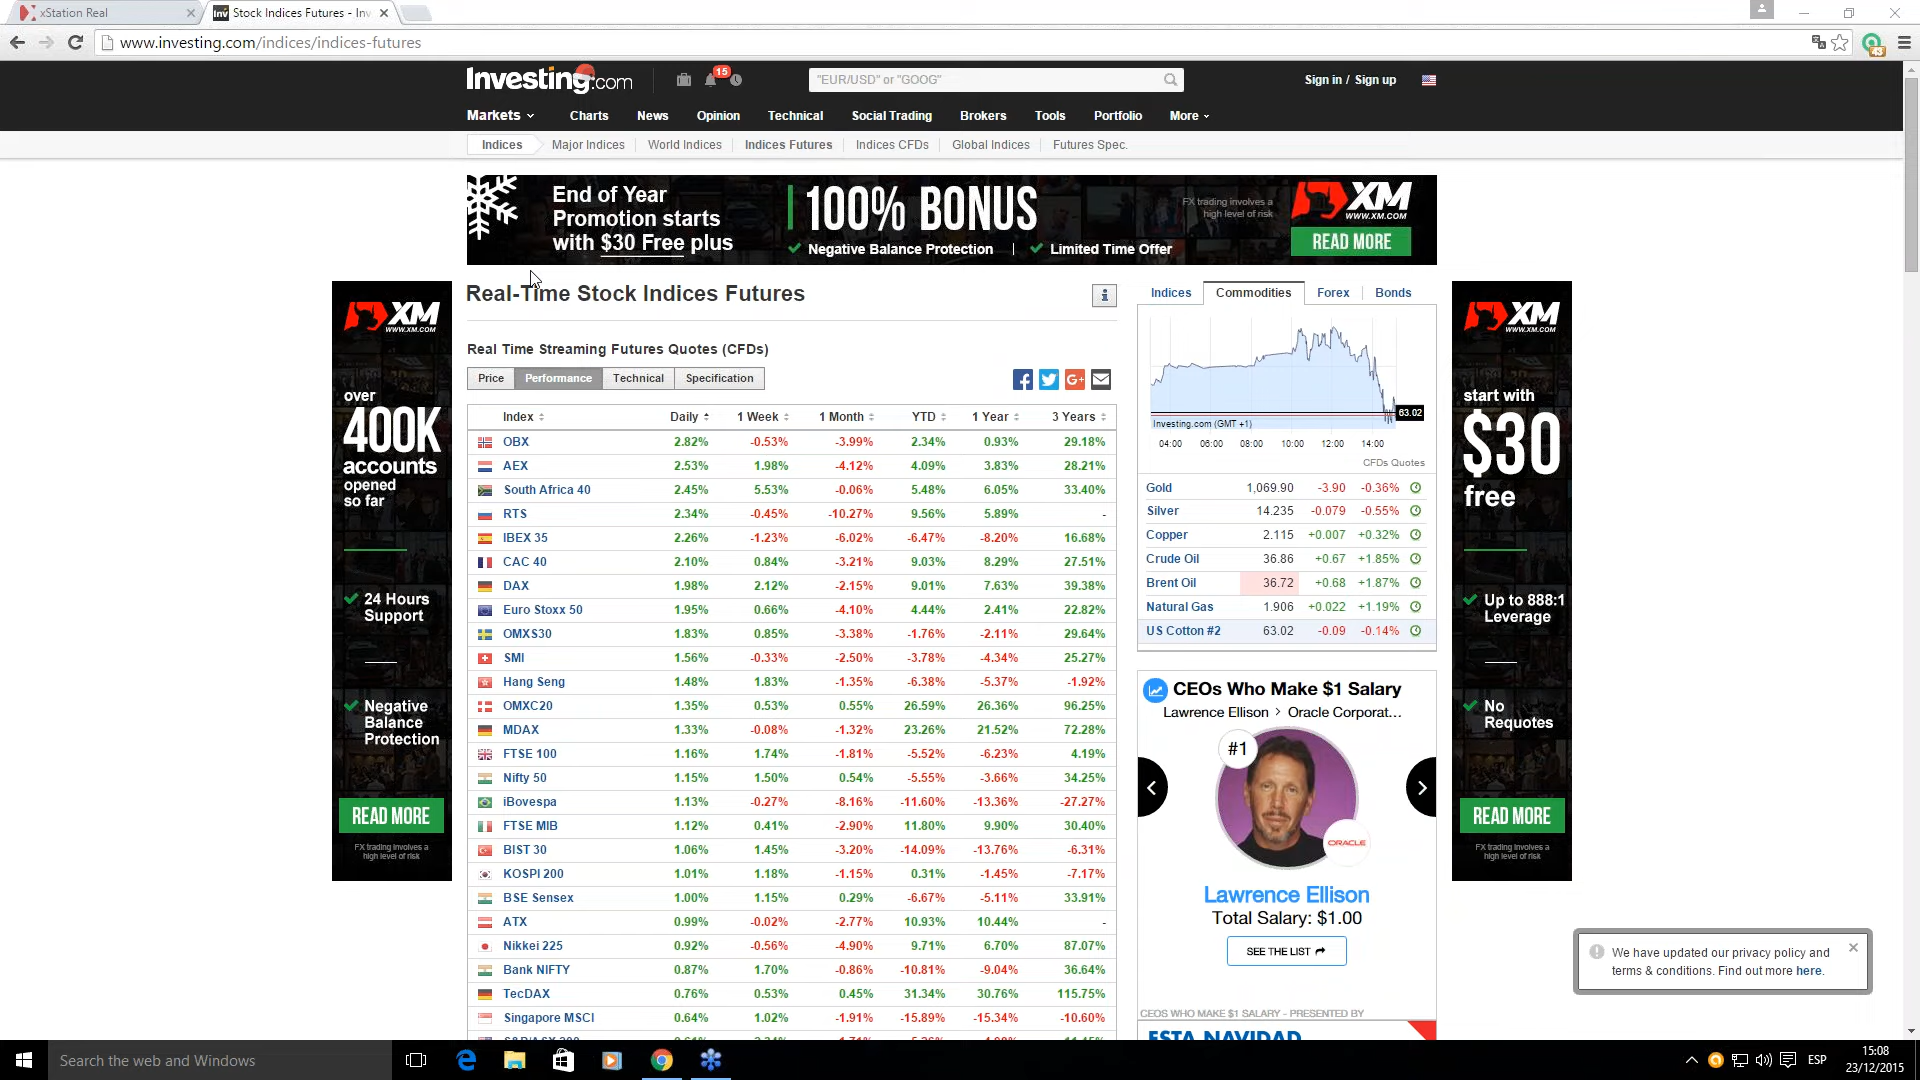 xStation Real
Stock Indices Futures - Inv
www.investing.com/indices/indices-futures
Investing.com
15
"EUR/USD" or "GOOG"
Sign in / Sign up
Markets Charts News Opinion Technical Social Trading Brokers Tools Portfolio More
Indices Major Indices World Indices Indices Futures Indices CFDs Global Indices Futures Spec.
End of Year
Promotion starts
with $30 Free plus
100% BONUS
Negative Balance Protection | Limited Time Offer
FX trading involves a
high level of risk
XM
WWW.XM.COM
READ MORE
XM
WWW.XM.COM
over
400K
accounts
opened
so far
24 Hours
Support
Negative
Balance
Protection
READ MORE
FX trading involves a
high level of risk
Real-Time Stock Indices Futures
i
Real Time Streaming Futures Quotes (CFDs)
Price Performance Technical Specification
Index Daily 1 Week 1 Month YTD 1 Year 3 Years
OBX 2.82% -0.53% -3.99% 2.34% 0.93% 29.18%
AEX 2.53% 1.98% -4.12% 4.09% 3.83% 28.21%
South Africa 40 2.45% 5.53% -0.06% 5.48% 6.05% 33.40%
RTS 2.34% -0.45% -10.27% 9.56% 5.89% -
IBEX 35 2.26% -1.23% -6.02% -6.47% -8.20% 16.68%
CAC 40 2.10% 0.84% -3.21% 9.03% 8.29% 27.51%
DAX 1.98% 2.12% -2.15% 9.01% 7.63% 39.38%
Euro Stoxx 50 1.95% 0.66% -4.10% 4.44% 2.41% 22.82%
OMXS30 1.83% 0.85% -3.38% -1.76% -2.11% 29.64%
SMI 1.56% -0.33% -2.50% -3.78% -4.34% 25.27%
Hang Seng 1.48% 1.83% -1.35% -6.38% -5.37% -1.92%
OMXC20 1.35% 0.53% 0.55% 26.59% 26.36% 96.25%
MDAX 1.33% -0.08% -1.32% 23.26% 21.52% 72.28%
FTSE 100 1.16% 1.74% -1.81% -5.52% -6.23% 4.19%
Nifty 50 1.15% 1.50% 0.54% -5.55% -3.66% 34.25%
iBovespa 1.13% -0.27% -8.16% -11.60% -13.36% -27.27%
FTSE MIB 1.12% 0.41% -2.90% 11.80% 9.90% 30.40%
BIST 30 1.06% 1.45% -3.20% -14.09% -13.76% -6.31%
KOSPI 200 1.01% 1.18% -1.15% 0.31% -1.45% -7.17%
BSE Sensex 1.00% 1.15% 0.29% -6.67% -5.11% 33.91%
ATX 0.99% -0.02% -2.77% 10.93% 10.44% -
Nikkei 225 0.92% -0.56% -4.90% 9.71% 6.70% 87.07%
Bank NIFTY 0.87% 1.70% -0.86% -10.81% -9.04% 36.64%
TecDAX 0.76% 0.53% 0.45% 31.34% 30.76% 115.75%
Singapore MSCI 0.64% 1.02% -1.91% -15.89% -15.34% -10.60%
Indices Commodities Forex Bonds
63.02
Investing.com (GMT +1)
04:00 06:00 08:00 10:00 12:00 14:00
CFDs Quotes
Gold 1,069.90 -3.90 -0.36%
Silver 14.235 -0.079 -0.55%
Copper 2.115 +0.007 +0.32%
Crude Oil 36.86 +0.67 +1.85%
Brent Oil 36.72 +0.68 +1.87%
Natural Gas 1.906 +0.022 +1.19%
US Cotton #2 63.02 -0.09 -0.14%
CEOs Who Make $1 Salary
Lawrence Ellison > Oracle Corporat...
#1
ORACLE
Lawrence Ellison
Total Salary: $1.00
SEE THE LIST
CEOS WHO MAKE $1 SALARY - PRESENTED BY
ESTA NAVIDAD
XM
WWW.XM.COM
start with
$30
free
Up to 888:1
Leverage
No
Requotes
READ MORE
FX trading involves a
high level of risk
We have updated our privacy policy and
terms & conditions. Find out more here.
Search the web and Windows
ESP
15:08
23/12/2015